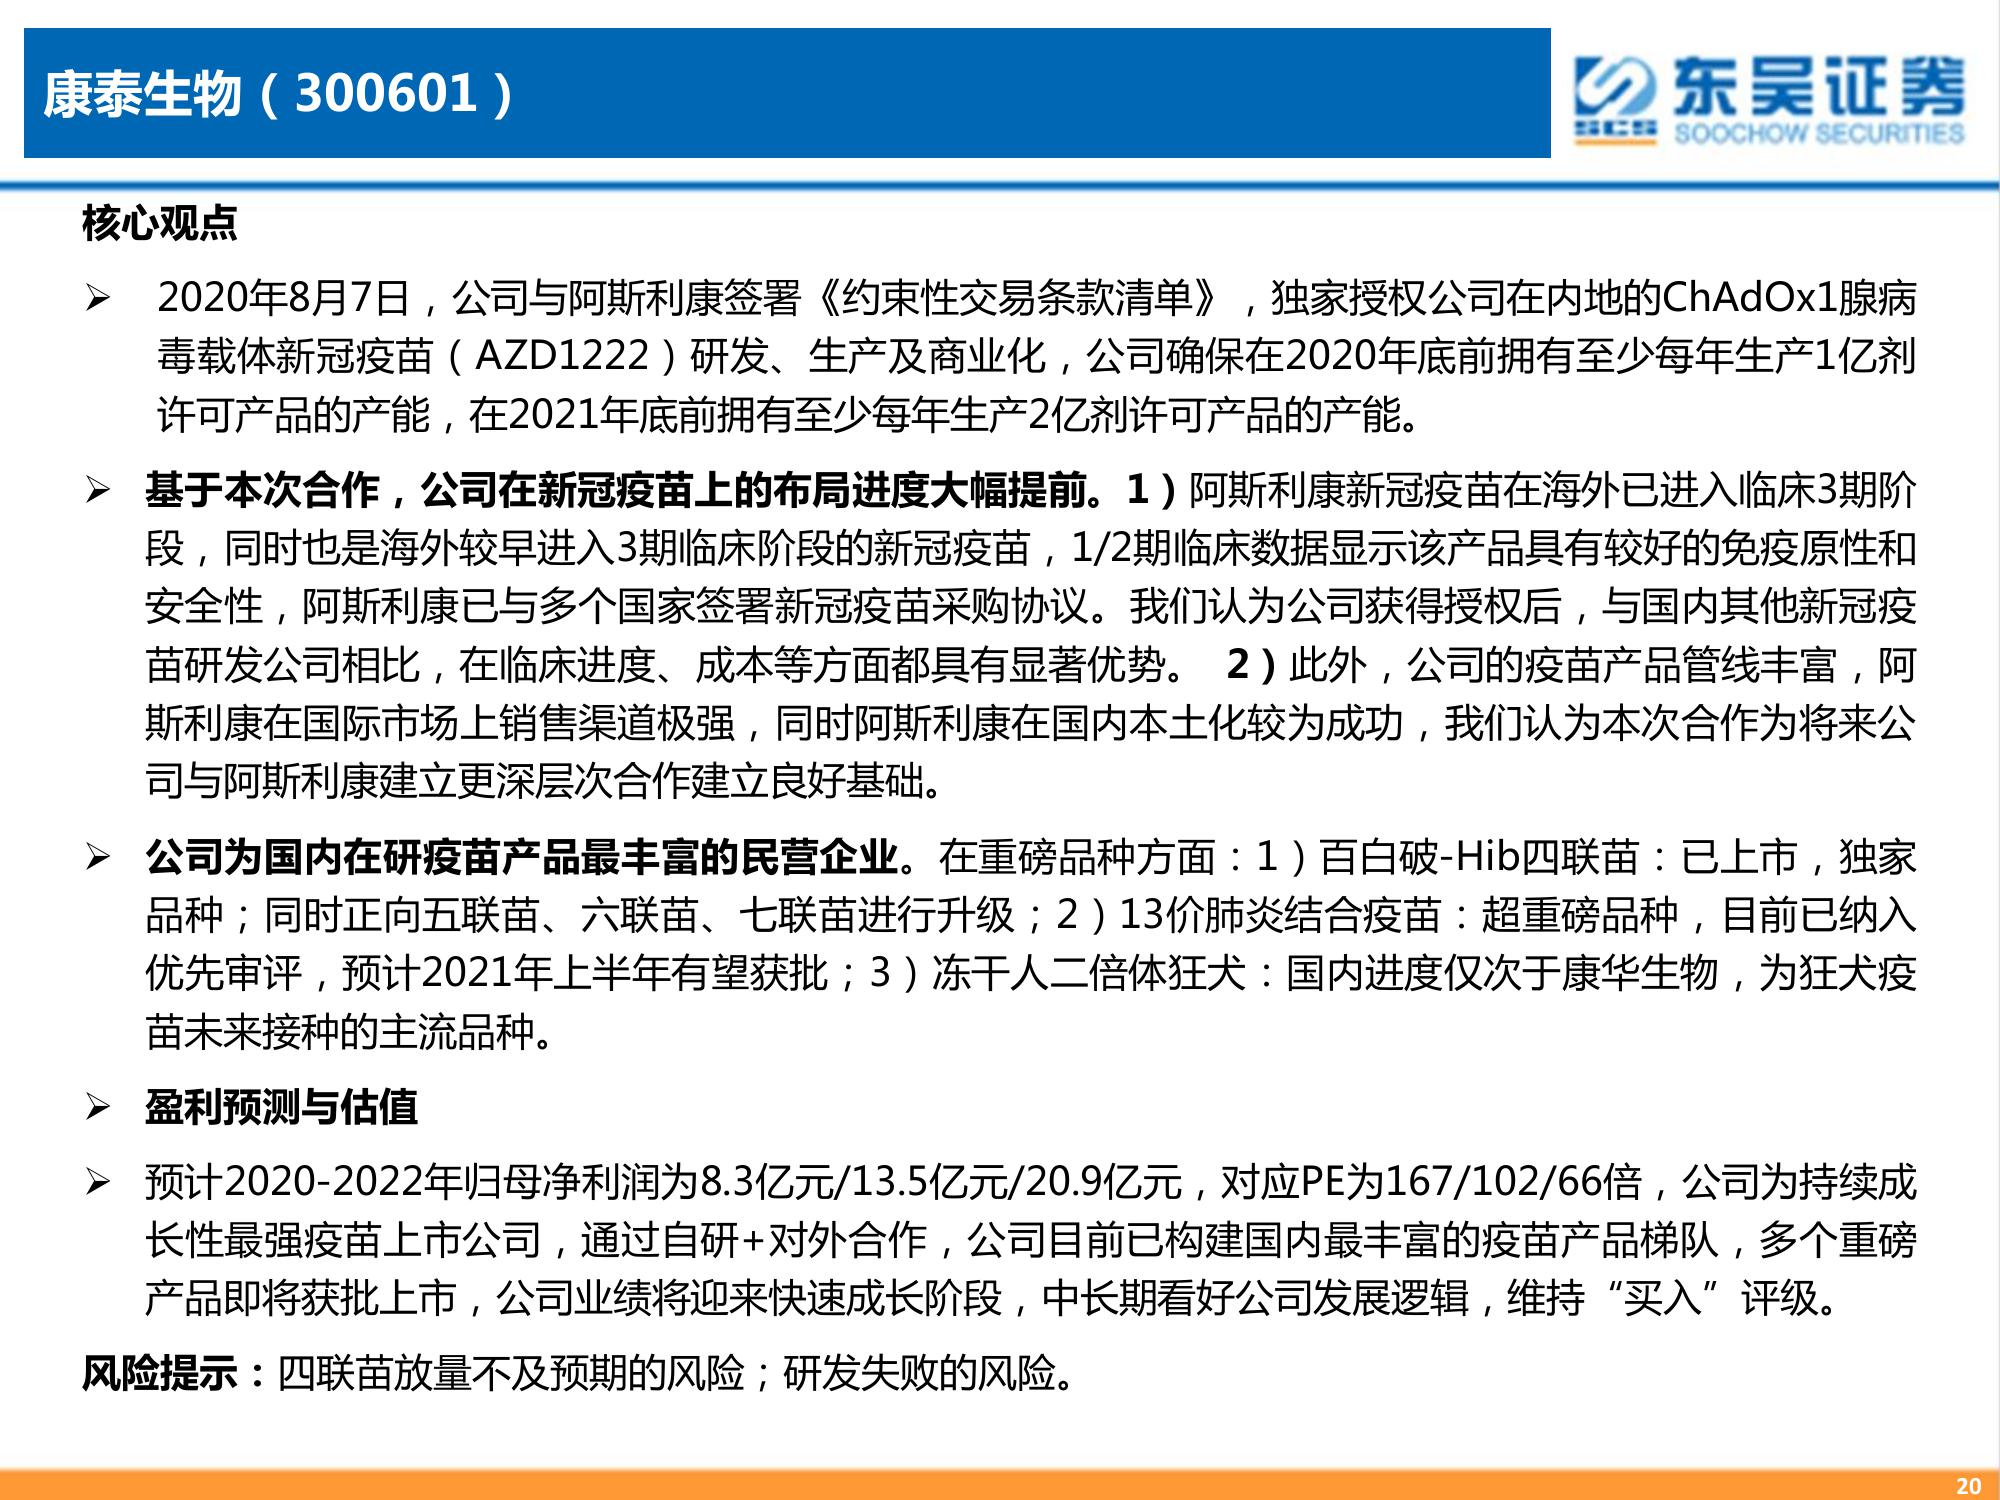 康泰生物（300601）
SCS
东吴证券
SOOCHOW SECURITIES
核心观点
➢ 2020年8月7日，公司与阿斯利康签署《约束性交易条款清单》，独家授权公司在内地的ChAdOx1腺病
毒载体新冠疫苗（AZD1222）研发、生产及商业化，公司确保在2020年底前拥有至少每年生产1亿剂
许可产品的产能，在2021年底前拥有至少每年生产2亿剂许可产品的产能。
➢ 基于本次合作，公司在新冠疫苗上的布局进度大幅提前。1）阿斯利康新冠疫苗在海外已进入临床3期阶
段，同时也是海外较早进入3期临床阶段的新冠疫苗，1/2期临床数据显示该产品具有较好的免疫原性和
安全性，阿斯利康已与多个国家签署新冠疫苗采购协议。我们认为公司获得授权后，与国内其他新冠疫
苗研发公司相比，在临床进度、成本等方面都具有显著优势。 2）此外，公司的疫苗产品管线丰富，阿
斯利康在国际市场上销售渠道极强，同时阿斯利康在国内本土化较为成功，我们认为本次合作为将来公
司与阿斯利康建立更深层次合作建立良好基础。
➢ 公司为国内在研疫苗产品最丰富的民营企业。在重磅品种方面：1）百白破-Hib四联苗：已上市，独家
品种；同时正向五联苗、六联苗、七联苗进行升级；2）13价肺炎结合疫苗：超重磅品种，目前已纳入
优先审评，预计2021年上半年有望获批；3）冻干人二倍体狂犬：国内进度仅次于康华生物，为狂犬疫
苗未来接种的主流品种。
➢ 盈利预测与估值
➢ 预计2020-2022年归母净利润为8.3亿元/13.5亿元/20.9亿元，对应PE为167/102/66倍，公司为持续成
长性最强疫苗上市公司，通过自研+对外合作，公司目前已构建国内最丰富的疫苗产品梯队，多个重磅
产品即将获批上市，公司业绩将迎来快速成长阶段，中长期看好公司发展逻辑，维持“买入”评级。
风险提示：四联苗放量不及预期的风险；研发失败的风险。
20